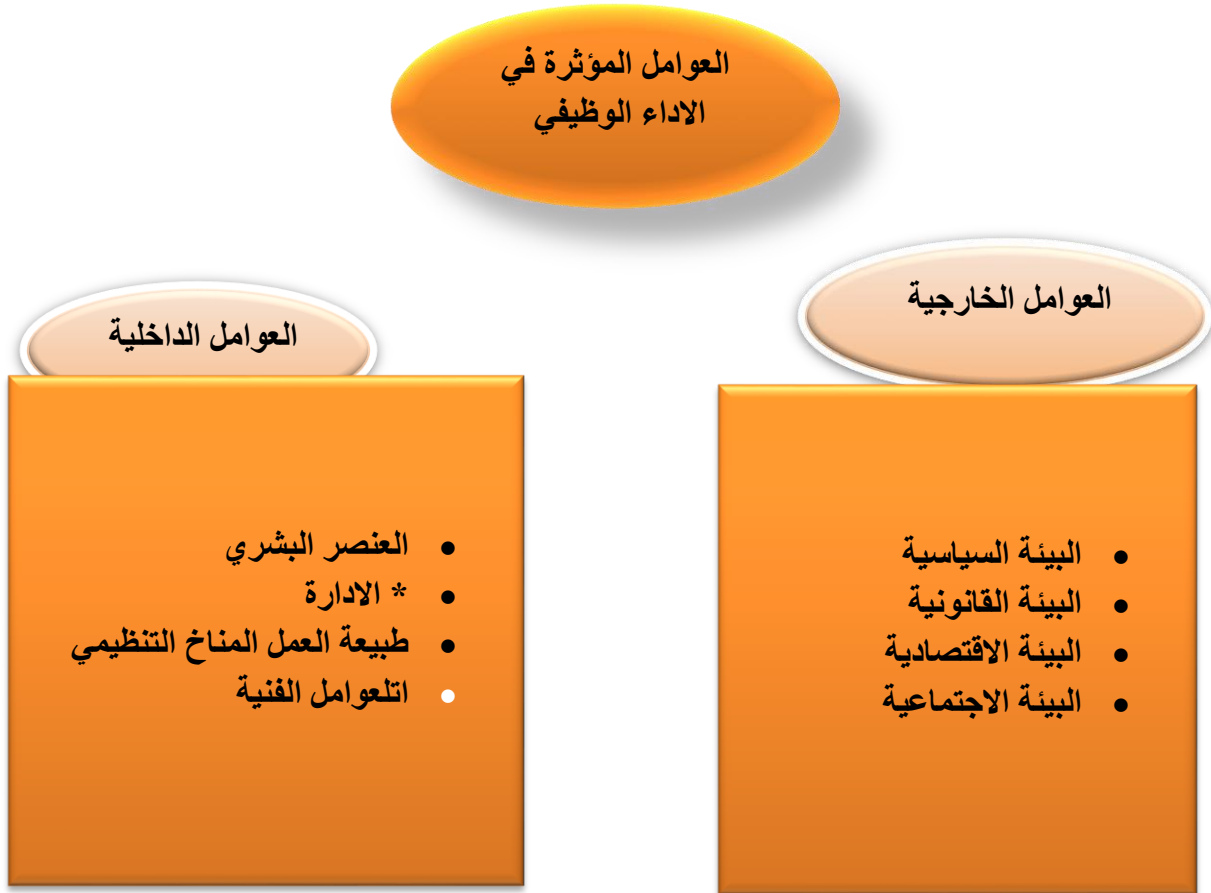 العوامل المؤثرة في
الاداء الوظيفي
العوامل الخارجية
• البيئة السياسية
• البيئة القانونية
• البيئة الاقتصادية
• البيئة الاجتماعية
العوامل الداخلية
• العنصر البشري
• * الادارة
• طبيعة العمل المناخ التنظيمي
• اتلعوامل الفنية